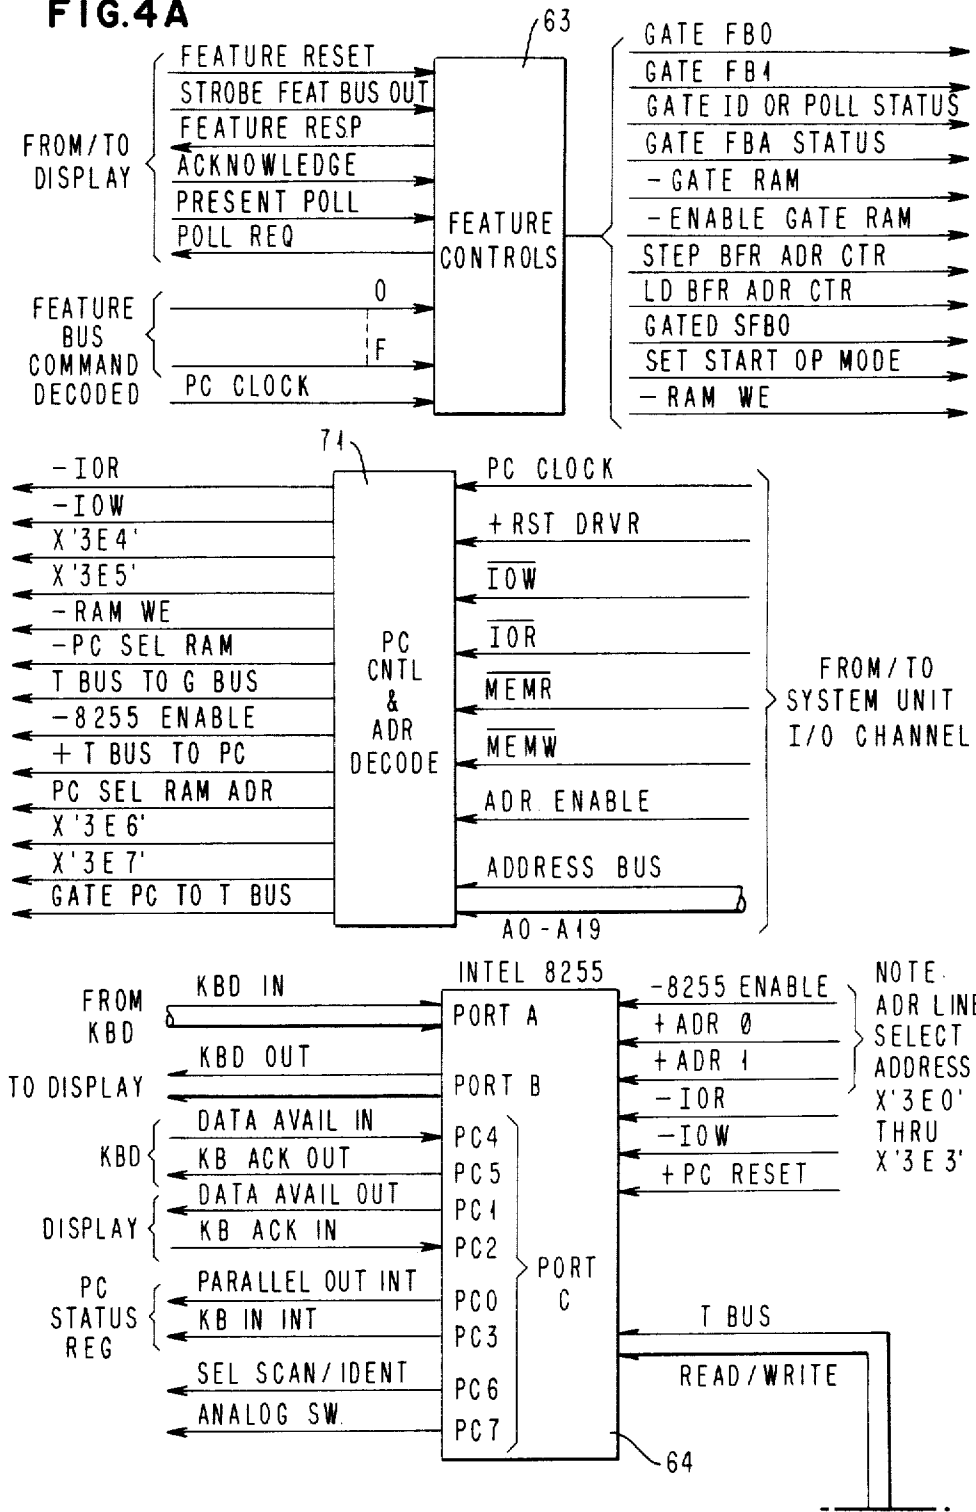 FIG.4A
63
FEATURE RESET
STROBE FEAT BUS OUT
FEATURE RESP
ACKNOWLEDGE
PRESENT POLL
POLL REQ
FROM/TO
DISPLAY
FEATURE
BUS
COMMAND
DECODED
0
F
PC CLOCK
FEATURE
CONTROLS
GATE FB0
GATE FB1
GATE ID OR POLL STATUS
GATE FBA STATUS
-GATE RAM
-ENABLE GATE RAM
STEP BFR ADR CTR
LD BFR ADR CTR
GATED SFB0
SET START OP MODE
-RAM WE
71
-IOR
-IOW
X'3E4'
X'3E5'
-RAM WE
-PC SEL RAM
T BUS TO G BUS
-8255 ENABLE
+T BUS TO PC
PC SEL RAM ADR
X'3E6'
X'3E7'
GATE PC TO T BUS
PC
CNTL
&
ADR
DECODE
PC CLOCK
+RST DRVR
IOW
IOR
MEMR
MEMW
ADR ENABLE
ADDRESS BUS
A0-A19
FROM/TO
SYSTEM UNIT
I/O CHANNEL
INTEL 8255
FROM
KBD
KBD IN
PORT A
KBD OUT
TO DISPLAY
PORT B
KBD
DATA AVAIL IN
PC4
KB ACK OUT
PC5
DISPLAY
DATA AVAIL OUT
PC1
KB ACK IN
PC2
PC
STATUS
REG
PARALLEL OUT INT
PC0
KB IN INT
PC3
SEL SCAN/IDENT
PC6
ANALOG SW.
PC7
PORT
C
-8255 ENABLE
+ADR 0
+ADR 1
-IOR
-IOW
+PC RESET
NOTE
ADR LINE
SELECT
ADDRESS
X'3E0'
THRU
X'3E3'
T BUS
READ/WRITE
64